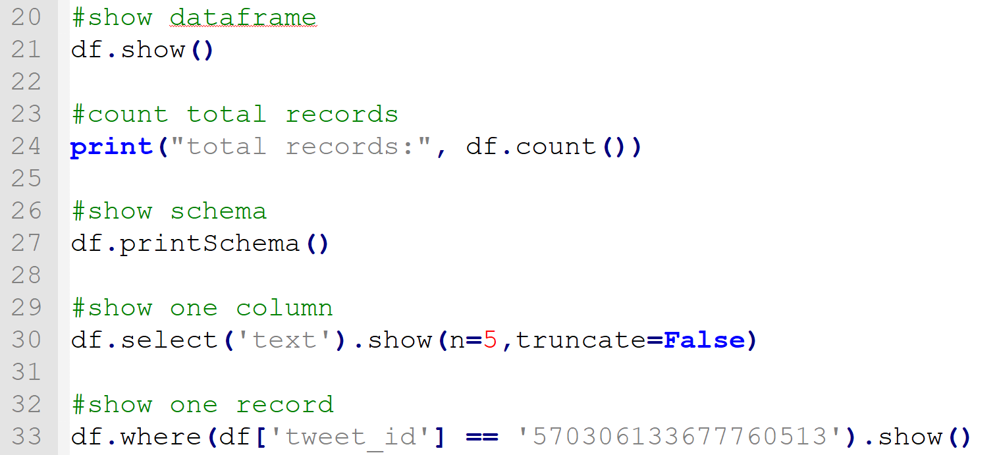 20 #show dataframe
21 df.show()
22
23 #count total records
24 print("total records:", df.count())
25
26 #show schema
27 df.printSchema()
28
29 #show one column
30 df.select('text').show(n=5,truncate=False)
31
32 #show one record
33 df.where(df['tweet_id'] == '570306133677760513').show()